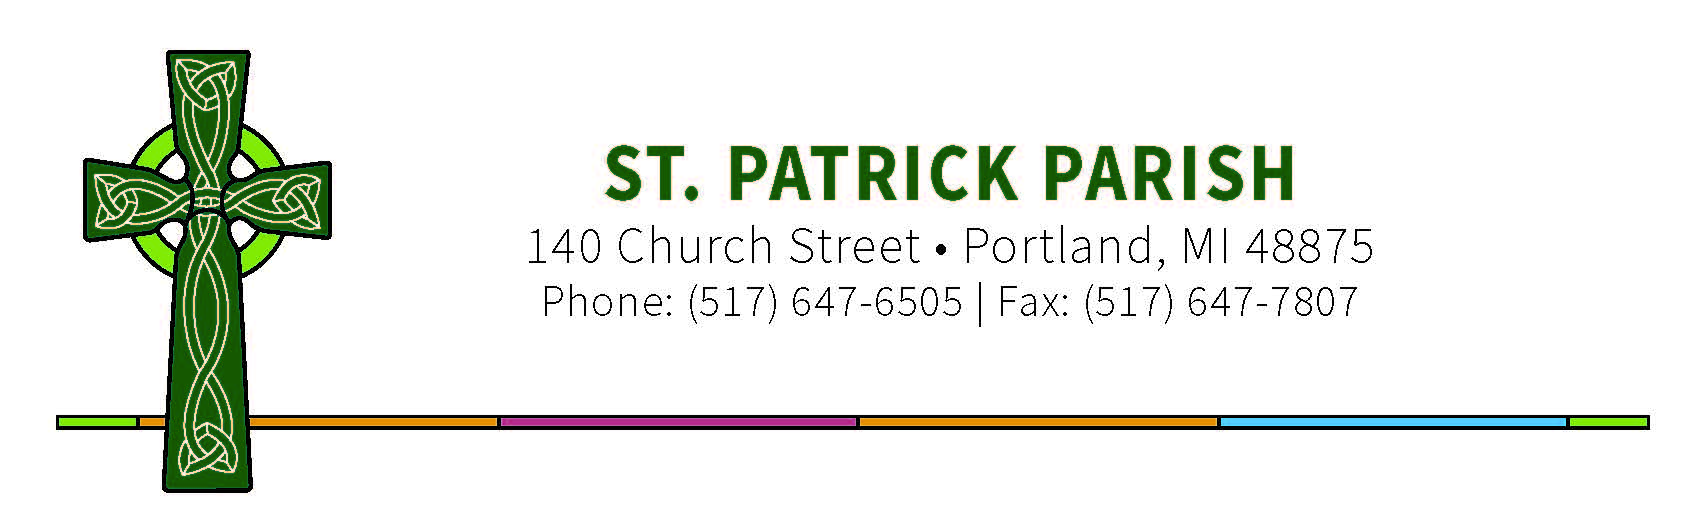 ST. PATRICK PARISH
140 Church Street • Portland, MI 48875
Phone: (517) 647-6505 | Fax: (517) 647-7807